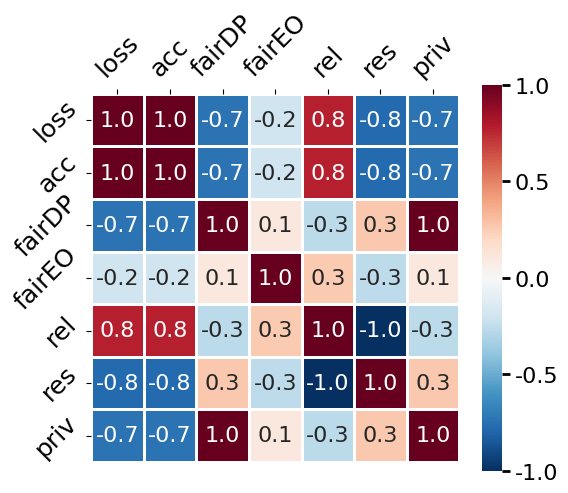 loss acc fairDP fairEO rel res priv
loss 1.0 1.0 -0.7 -0.2 0.8 -0.8 -0.7
acc 1.0 1.0 -0.7 -0.2 0.8 -0.8 -0.7
fairDP -0.7 -0.7 1.0 0.1 -0.3 0.3 1.0
fairEO -0.2 -0.2 0.1 1.0 0.3 -0.3 0.1
rel 0.8 0.8 -0.3 0.3 1.0 -1.0 -0.3
res -0.8 -0.8 0.3 -0.3 -1.0 1.0 0.3
priv -0.7 -0.7 1.0 0.1 -0.3 0.3 1.0
1.0
0.5
0.0
-0.5
-1.0